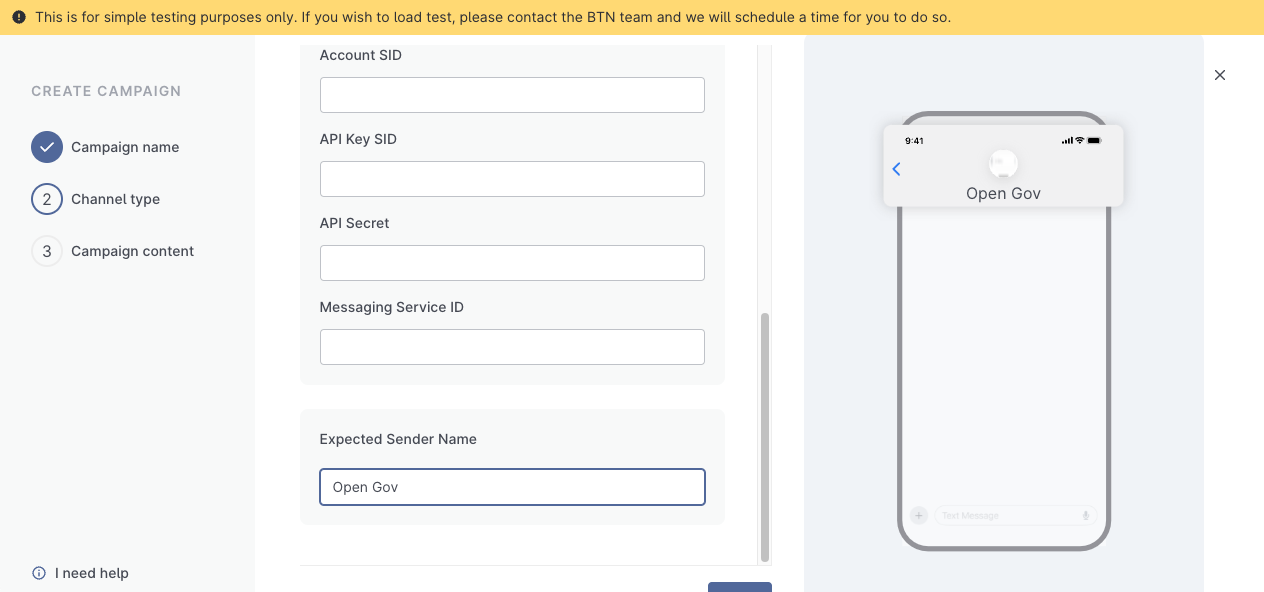 This is for simple testing purposes only. If you wish to load test, please contact the BTN team and we will schedule a time for you to do so.
CREATE CAMPAIGN
Campaign name
2 Channel type
3 Campaign content
I need help
Account SID
API Key SID
API Secret
Messaging Service ID
Expected Sender Name
Open Gov
9:41
Open Gov
Text Message